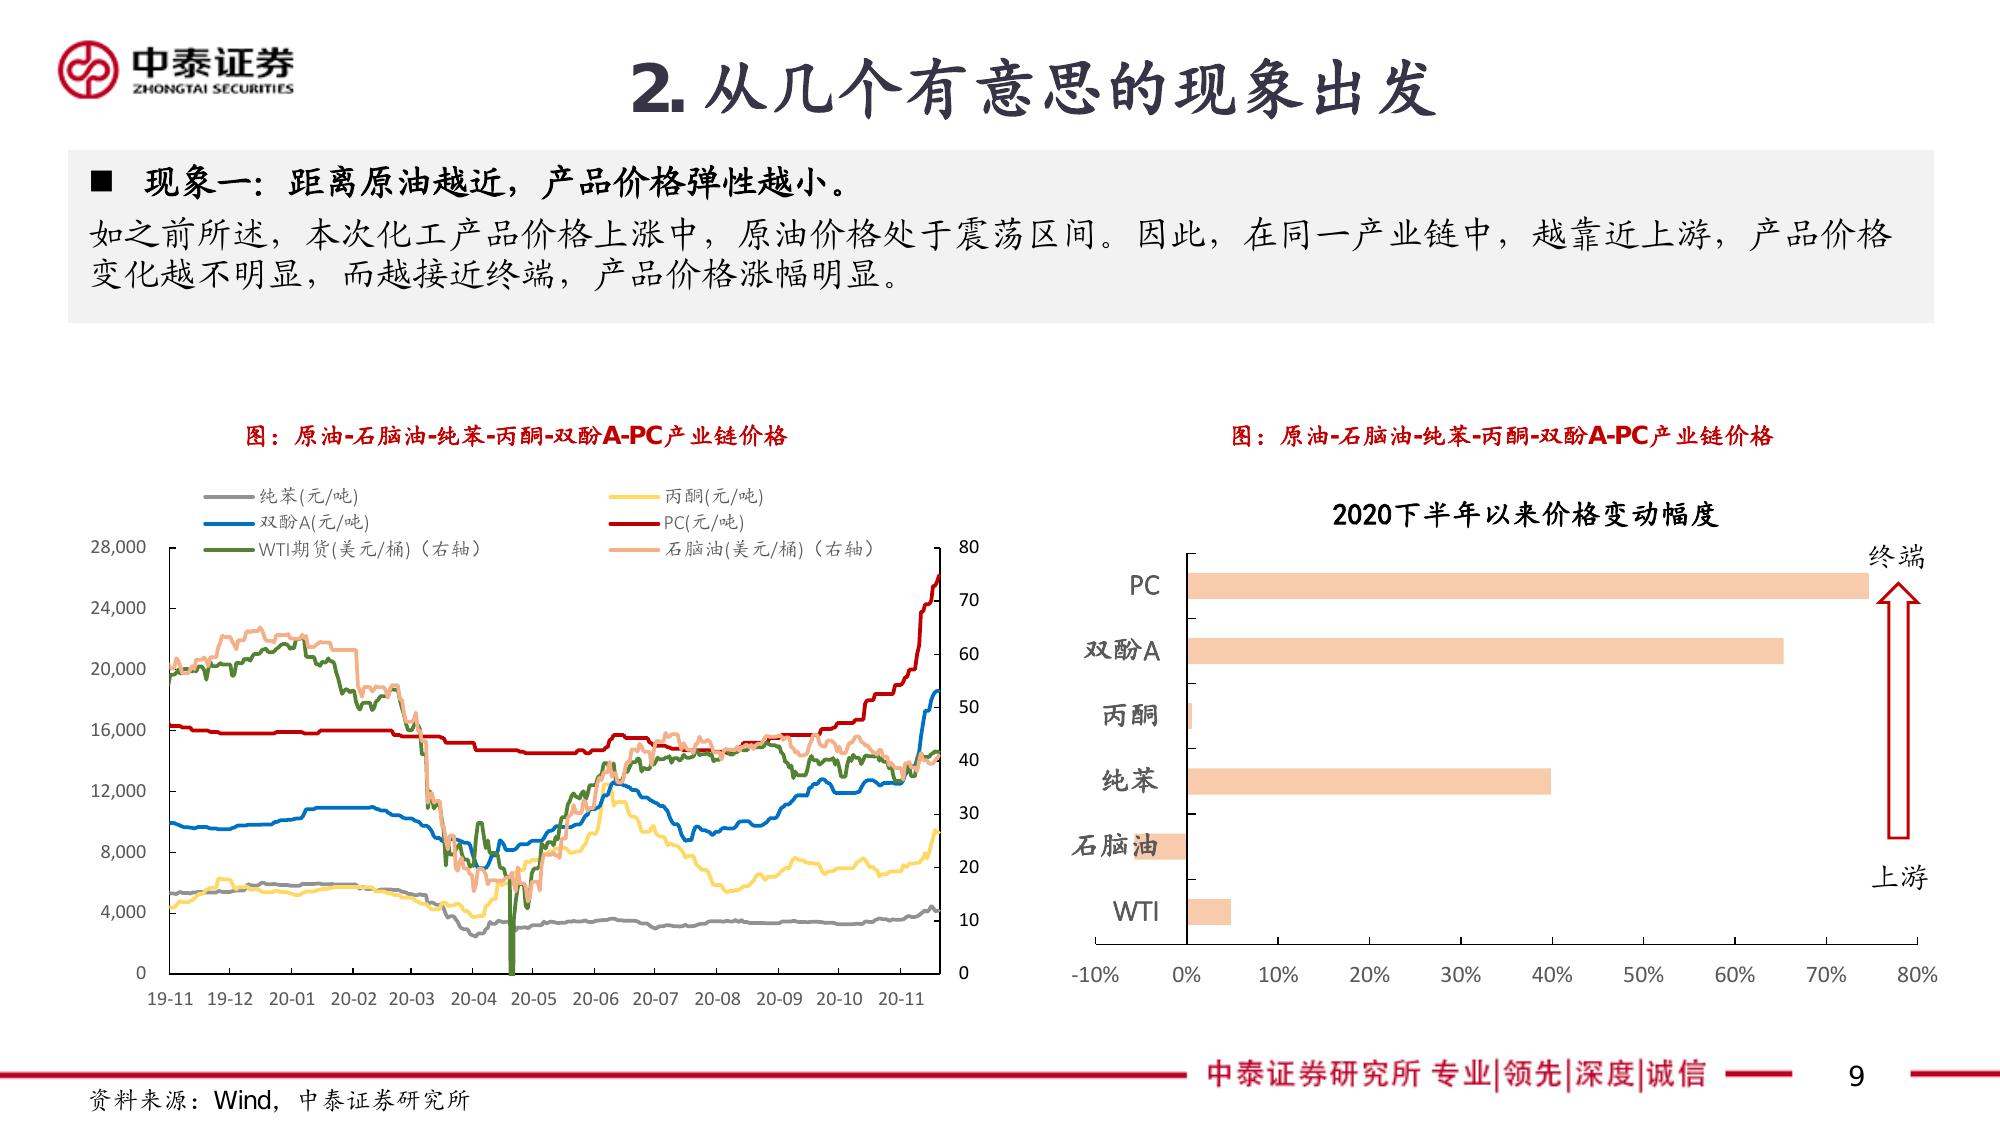 中泰证券
ZHONGTAI SECURITIES
2. 从几个有意思的现象出发
■ 现象一：距离原油越近，产品价格弹性越小。
如之前所述，本次化工产品价格上涨中，原油价格处于震荡区间。因此，在同一产业链中，越靠近上游，产品价格
变化越不明显，而越接近终端，产品价格涨幅明显。
图：原油-石脑油-纯苯-丙酮-双酚A-PC产业链价格
纯苯(元/吨)
丙酮(元/吨)
双酚A(元/吨)
PC(元/吨)
WTI期货(美元/桶)（右轴）
石脑油(美元/桶)（右轴）
28,000
24,000
20,000
16,000
12,000
8,000
4,000
0
80
70
60
50
40
30
20
10
0
19-11 19-12 20-01 20-02 20-03 20-04 20-05 20-06 20-07 20-08 20-09 20-10 20-11
图：原油-石脑油-纯苯-丙酮-双酚A-PC产业链价格
2020下半年以来价格变动幅度
终端
PC
双酚A
丙酮
纯苯
石脑油
上游
WTI
-10% 0% 10% 20% 30% 40% 50% 60% 70% 80%
中泰证券研究所 专业|领先|深度|诚信
9
资料来源：Wind，中泰证券研究所